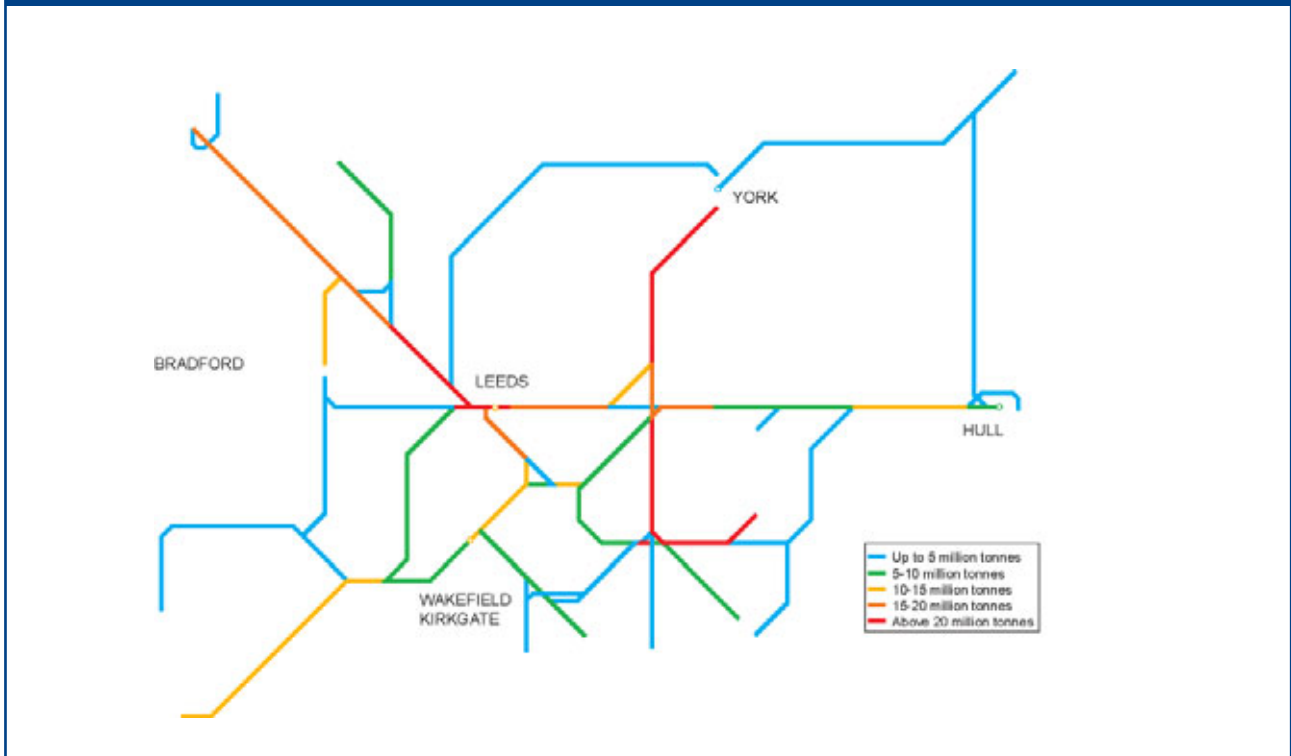 YORK
BRADFORD
LEEDS
HULL
WAKEFIELD
KIRKGATE
Up to 5 million tonnes
5-10 million tonnes
10-15 million tonnes
15-20 million tonnes
Above 20 million tonnes